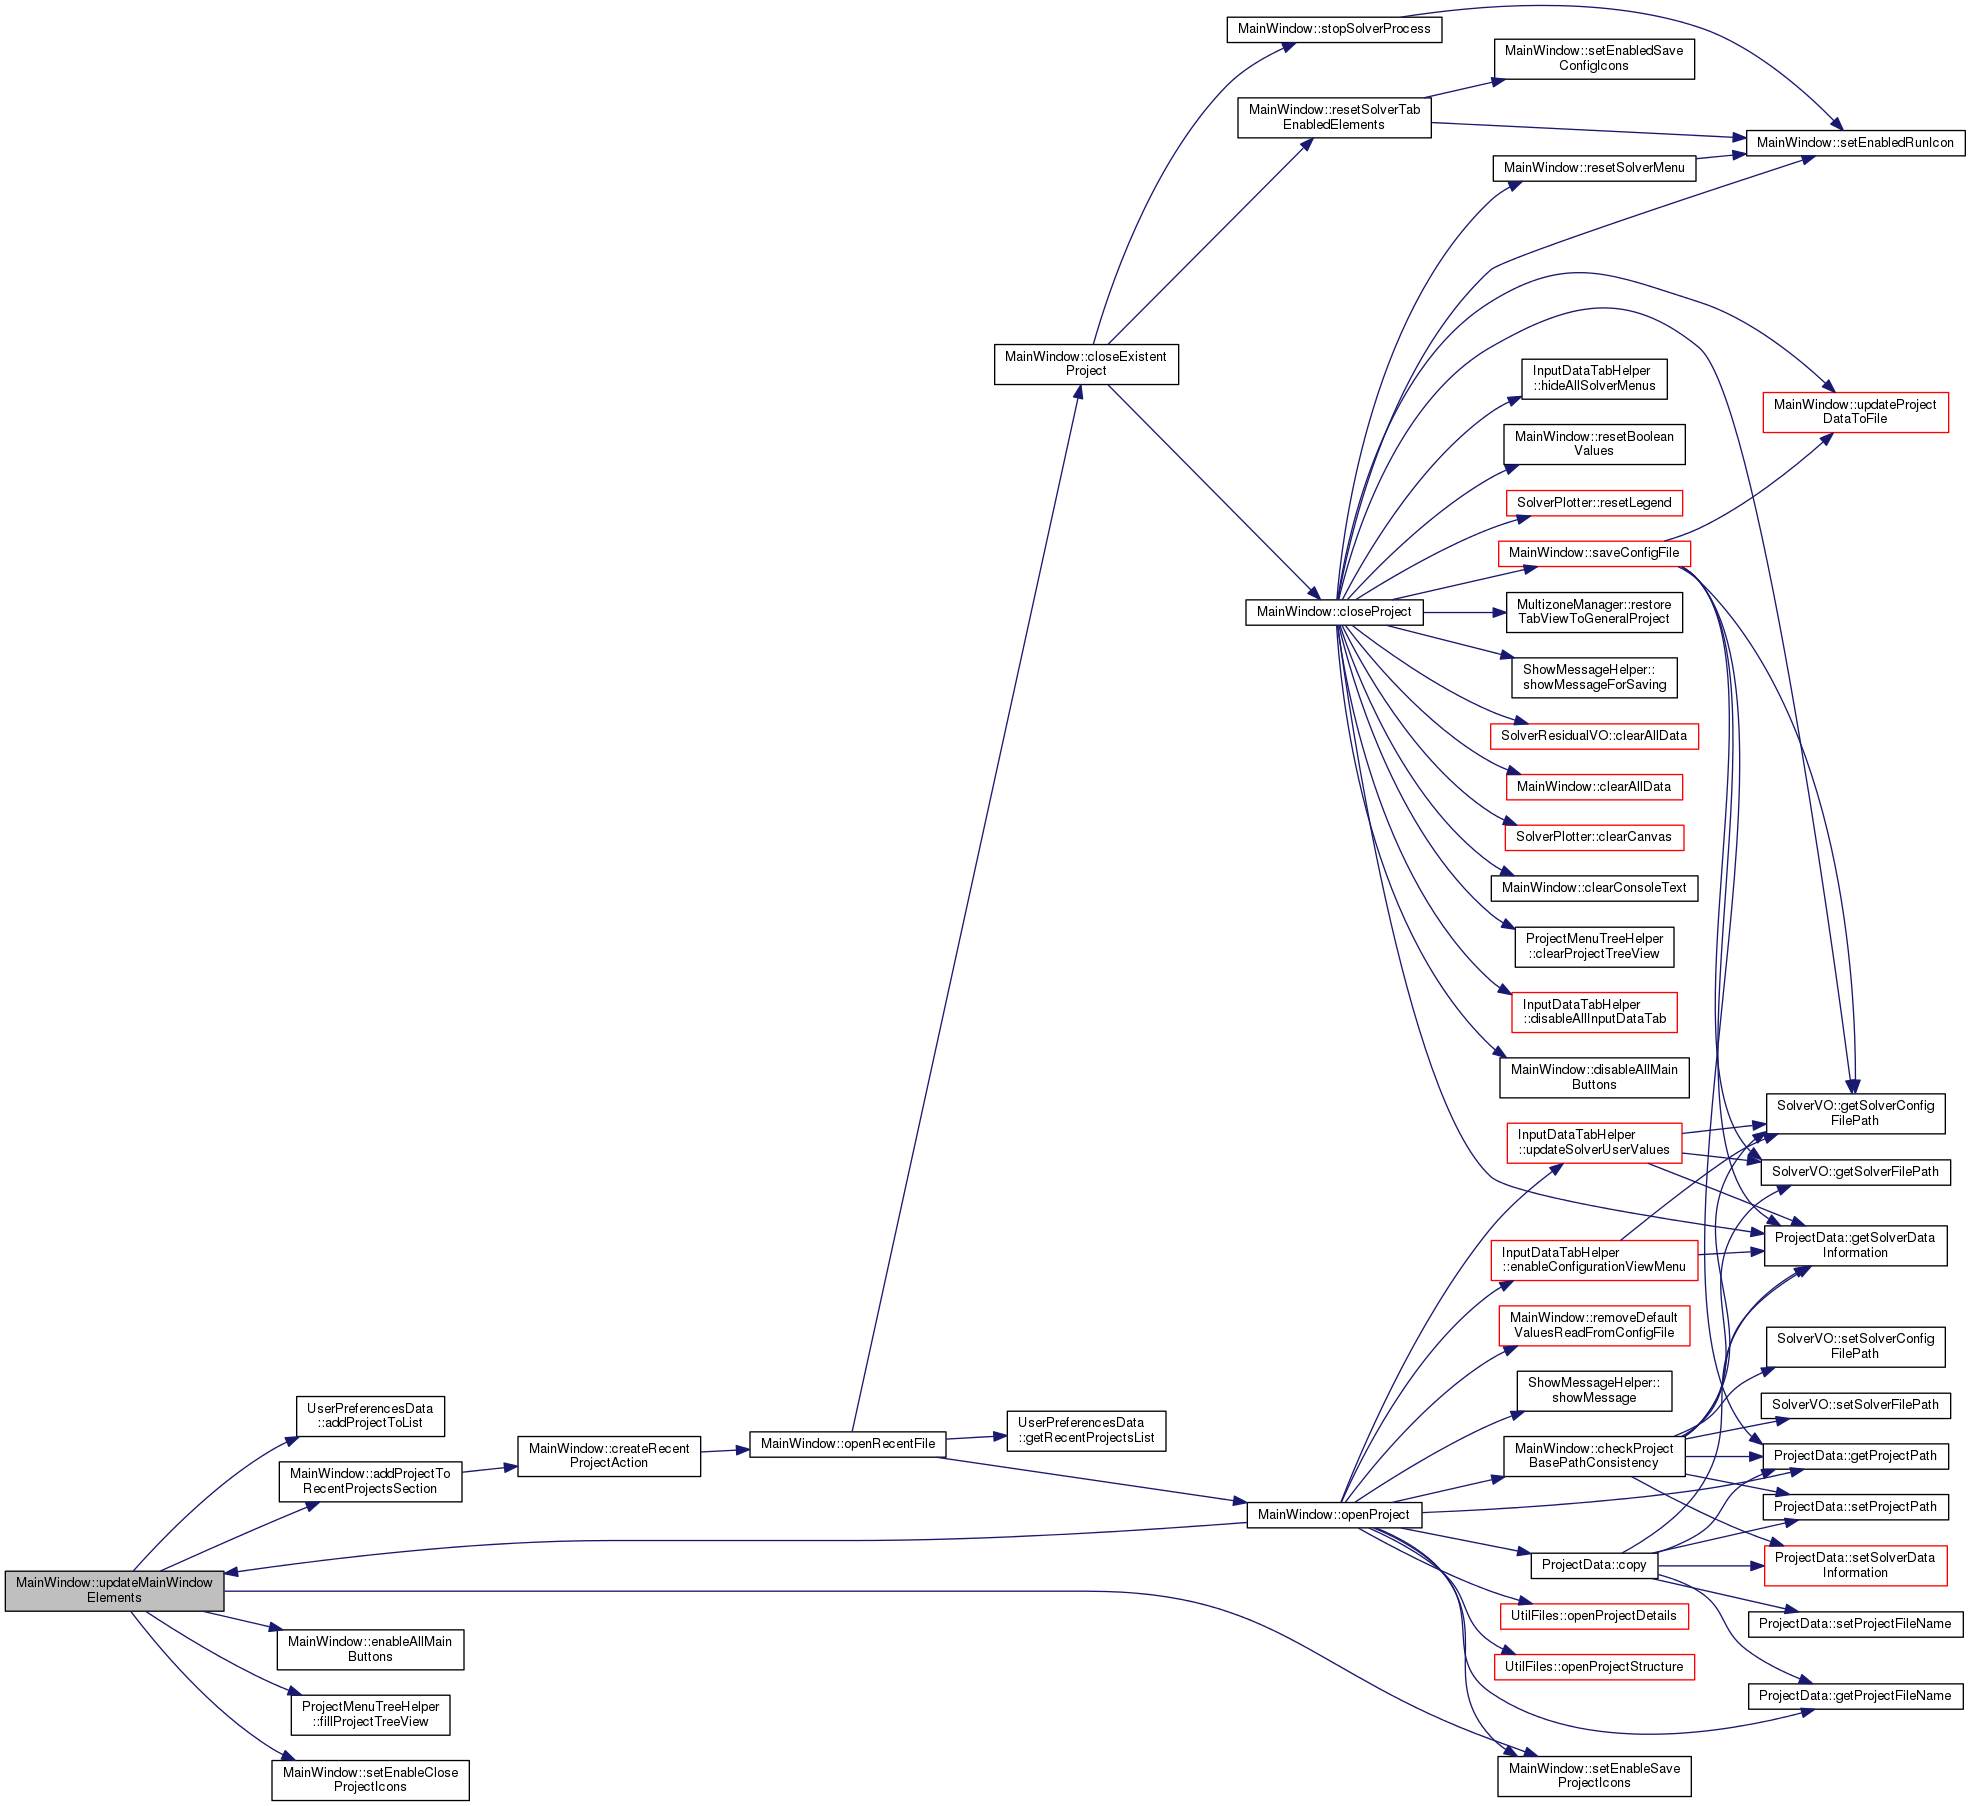 MainWindow::stopSolverProcess
MainWindow::setEnabledSave
ConfigIcons
MainWindow::resetSolverTab
EnabledElements
MainWindow::setEnabledRunIcon
MainWindow::resetSolverMenu
MainWindow::closeExistent
Project
InputDataTabHelper
::hideAllSolverMenus
MainWindow::updateProject
DataToFile
MainWindow::resetBoolean
Values
SolverPlotter::resetLegend
MainWindow::saveConfigFile
MainWindow::closeProject
MultizoneManager::restore
TabViewToGeneralProject
ShowMessageHelper::
showMessageForSaving
SolverResidualVO::clearAllData
MainWindow::clearAllData
SolverPlotter::clearCanvas
MainWindow::clearConsoleText
ProjectMenuTreeHelper
::clearProjectTreeView
InputDataTabHelper
::disableAllInputDataTab
MainWindow::disableAllMain
Buttons
SolverVO::getSolverConfig
FilePath
InputDataTabHelper
::updateSolverUserValues
SolverVO::getSolverFilePath
ProjectData::getSolverData
Information
InputDataTabHelper
::enableConfigurationViewMenu
MainWindow::removeDefault
ValuesReadFromConfigFile
SolverVO::setSolverConfig
FilePath
ShowMessageHelper::
showMessage
SolverVO::setSolverFilePath
UserPreferencesData
::addProjectToList
UserPreferencesData
::getRecentProjectsList
MainWindow::openRecentFile
MainWindow::createRecent
ProjectAction
MainWindow::checkProject
BasePathConsistency
ProjectData::getProjectPath
MainWindow::addProjectTo
RecentProjectsSection
MainWindow::openProject
ProjectData::setProjectPath
ProjectData::copy
ProjectData::setSolverData
Information
MainWindow::updateMainWindow
Elements
UtilFiles::openProjectDetails
ProjectData::setProjectFileName
MainWindow::enableAllMain
Buttons
UtilFiles::openProjectStructure
ProjectData::getProjectFileName
ProjectMenuTreeHelper
::fillProjectTreeView
MainWindow::setEnableClose
ProjectIcons
MainWindow::setEnableSave
ProjectIcons